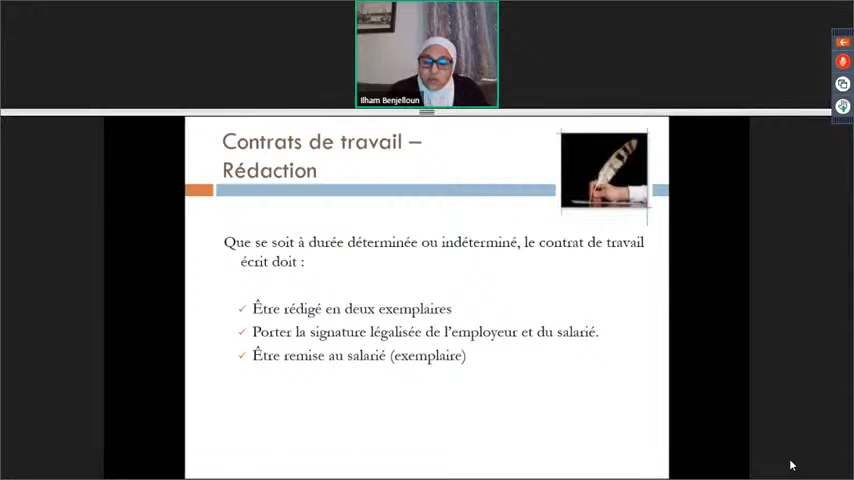 Ilham Benjelloun
Contrats de travail –
Rédaction
Que se soit à durée déterminée ou indéterminé, le contrat de travail
écrit doit :
✓ Être rédigé en deux exemplaires
✓ Porter la signature légalisée de l'employeur et du salarié.
✓ Être remise au salarié (exemplaire)